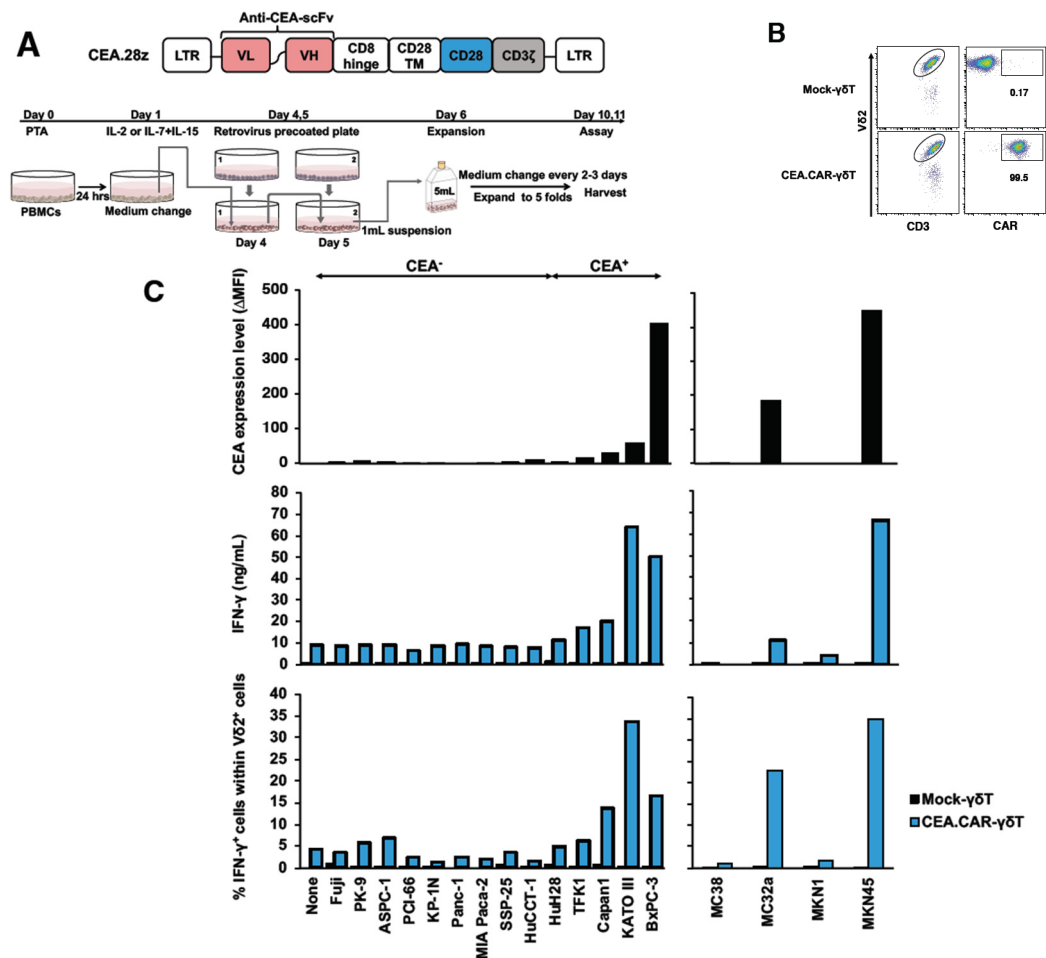 A
Anti-CEA-scFv
CEA.28z
LTR
VL
VH
CD8 hinge
CD28 TM
CD28
CD3ζ
LTR
Day 0
Day 1
Day 4,5
Day 6
Day 10,11
PTA
IL-2 or IL-7+IL-15
Retrovirus precoated plate
Expansion
Assay
1
2
PBMCs
24 hrs
Medium change
1
2
Day 4
Day 5
1mL suspension
5mL
Medium change every 2-3 days
Expand to 5 folds
Harvest
B
Mock-γδT
0.17
Vδ2
CEA.CAR-γδT
99.5
CD3
CAR
C
CEA⁻
CEA⁺
CEA expression level (ΔMFI)
500
400
300
200
100
0
IFN-γ (ng/mL)
80
70
60
50
40
30
20
10
0
% IFN-γ⁺ cells within Vδ2⁺ cells
40
35
30
25
20
15
10
5
0
None
Fuji
PK-9
ASPC-1
PCI-66
KP-1N
Panc-1
MIA Paca-2
SSP-25
HuCCT-1
HuH28
TFK1
Capan1
KATO III
BxPC-3
MC38
MC32a
MKN1
MKN45
Mock-γδT
CEA.CAR-γδT